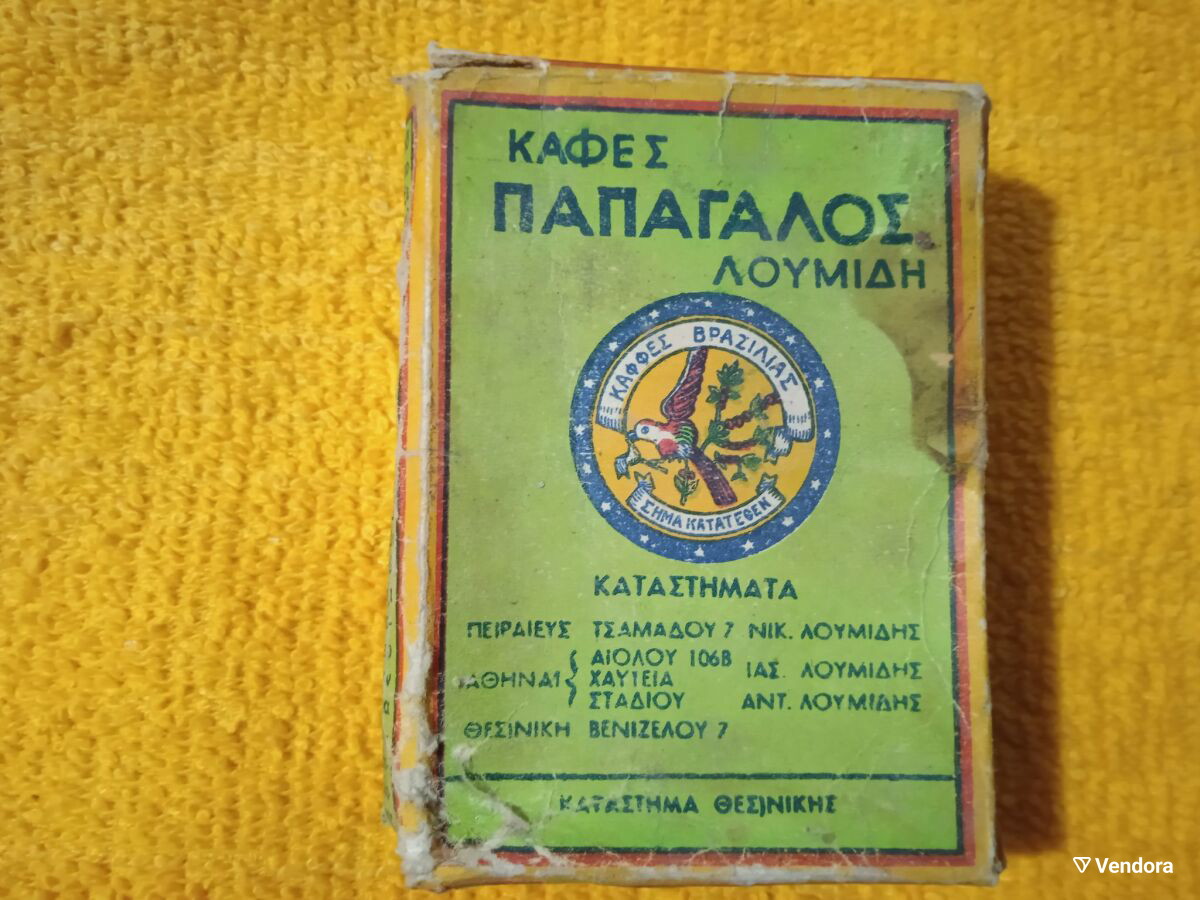 ΚΑΦΕΣ
ΠΑΠΑΓΑΛΟΣ
ΛΟΥΜΙΔΗ
ΚΑΦΦΕΣ ΒΡΑΖΙΛΙΑΣ
ΣΗΜΑ ΚΑΤΑΤΕΘΕΝ
ΚΑΤΑΣΤΗΜΑΤΑ
ΠΕΙΡΑΙΕΥΣ ΤΣΑΜΑΔΟΥ 7 ΝΙΚ. ΛΟΥΜΙΔΗΣ
ΑΘΗΝΑΙ { ΑΙΟΛΟΥ 106Β
ΧΑΥΤΕΙΑ ΙΑΣ. ΛΟΥΜΙΔΗΣ
ΣΤΑΔΙΟΥ ΑΝΤ. ΛΟΥΜΙΔΗΣ
ΘΕΣ)ΝΙΚΗ ΒΕΝΙΖΕΛΟΥ 7
ΚΑΤΑΣΤΗΜΑ ΘΕΣ)ΝΙΚΗΣ
Vendora